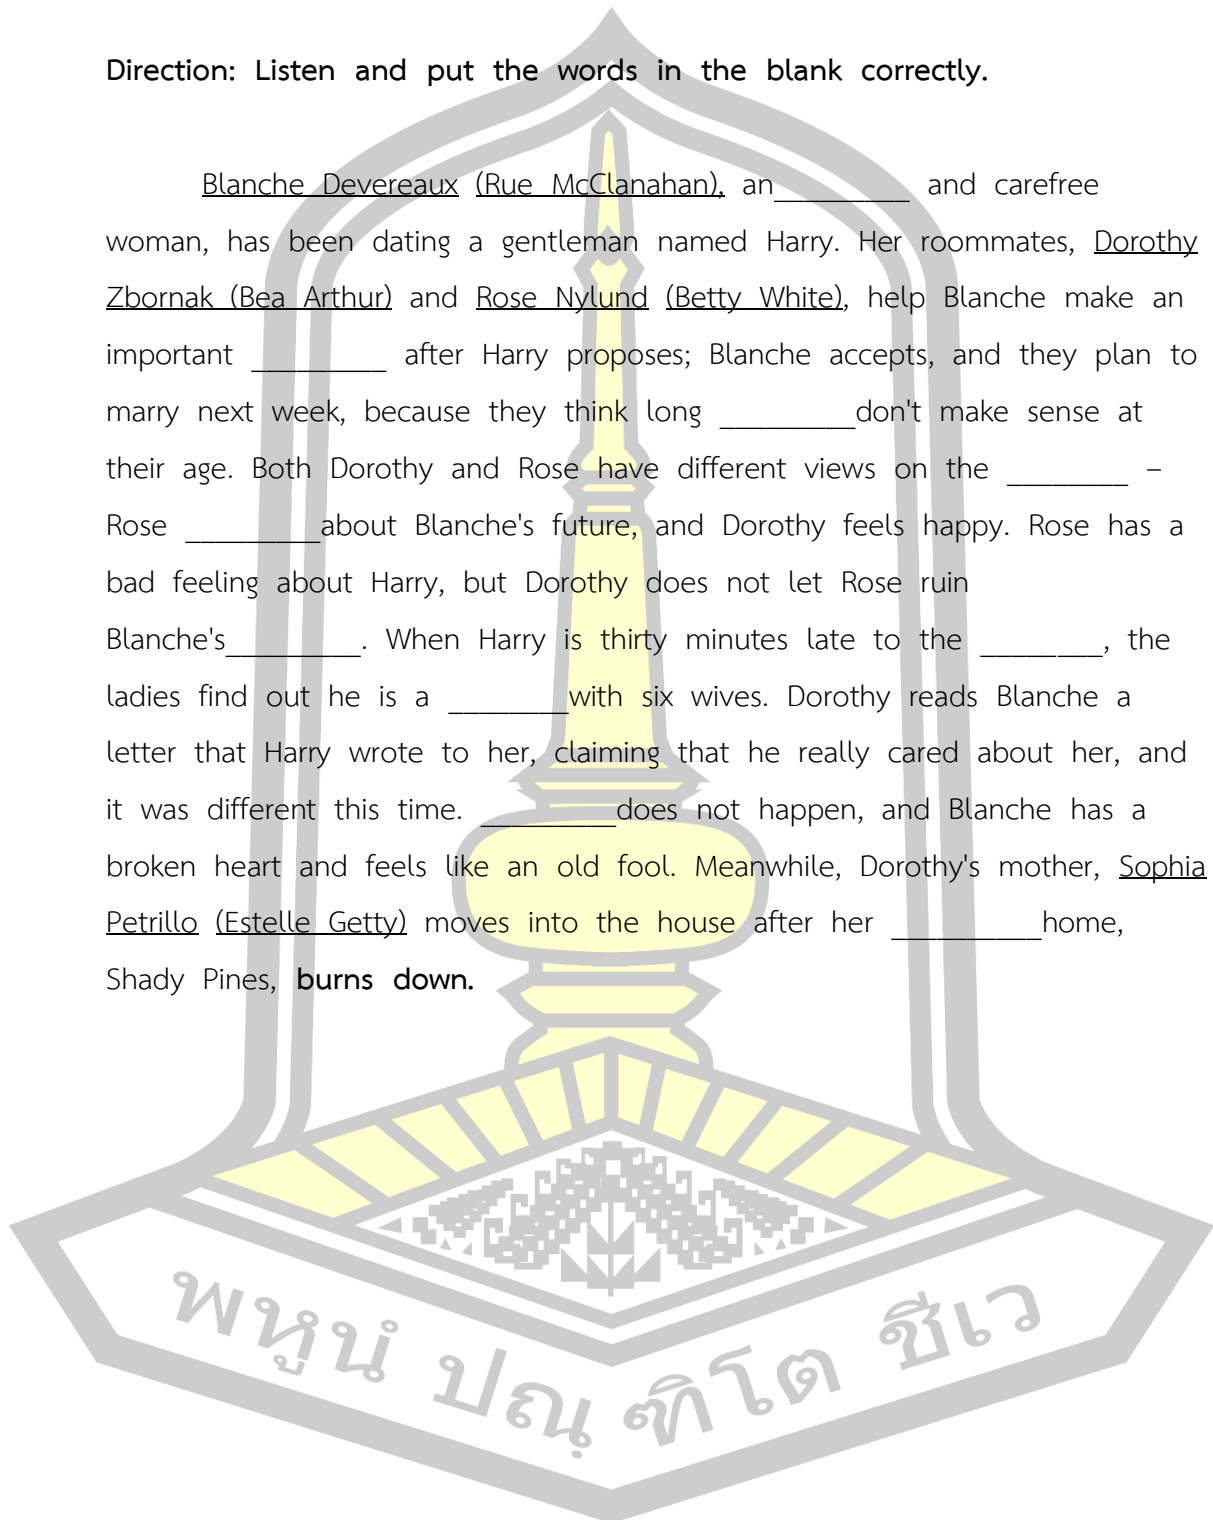 Direction: Listen and put the words in the blank correctly.
Blanche Devereaux (Rue McClanahan), an_________ and carefree
woman, has been dating a gentleman named Harry. Her roommates, Dorothy
Zbornak (Bea Arthur) and Rose Nylund (Betty White), help Blanche make an
important _________ after Harry proposes; Blanche accepts, and they plan to
marry next week, because they think long _________don't make sense at
their age. Both Dorothy and Rose have different views on the ________ –
Rose _________about Blanche's future, and Dorothy feels happy. Rose has a
bad feeling about Harry, but Dorothy does not let Rose ruin
Blanche's_________. When Harry is thirty minutes late to the ________, the
ladies find out he is a ________with six wives. Dorothy reads Blanche a
letter that Harry wrote to her, claiming that he really cared about her, and
it was different this time. _________does not happen, and Blanche has a
broken heart and feels like an old fool. Meanwhile, Dorothy's mother, Sophia
Petrillo (Estelle Getty) moves into the house after her __________home,
Shady Pines, burns down.
พหูนํ ปณฺ ฑิโต ชีเว